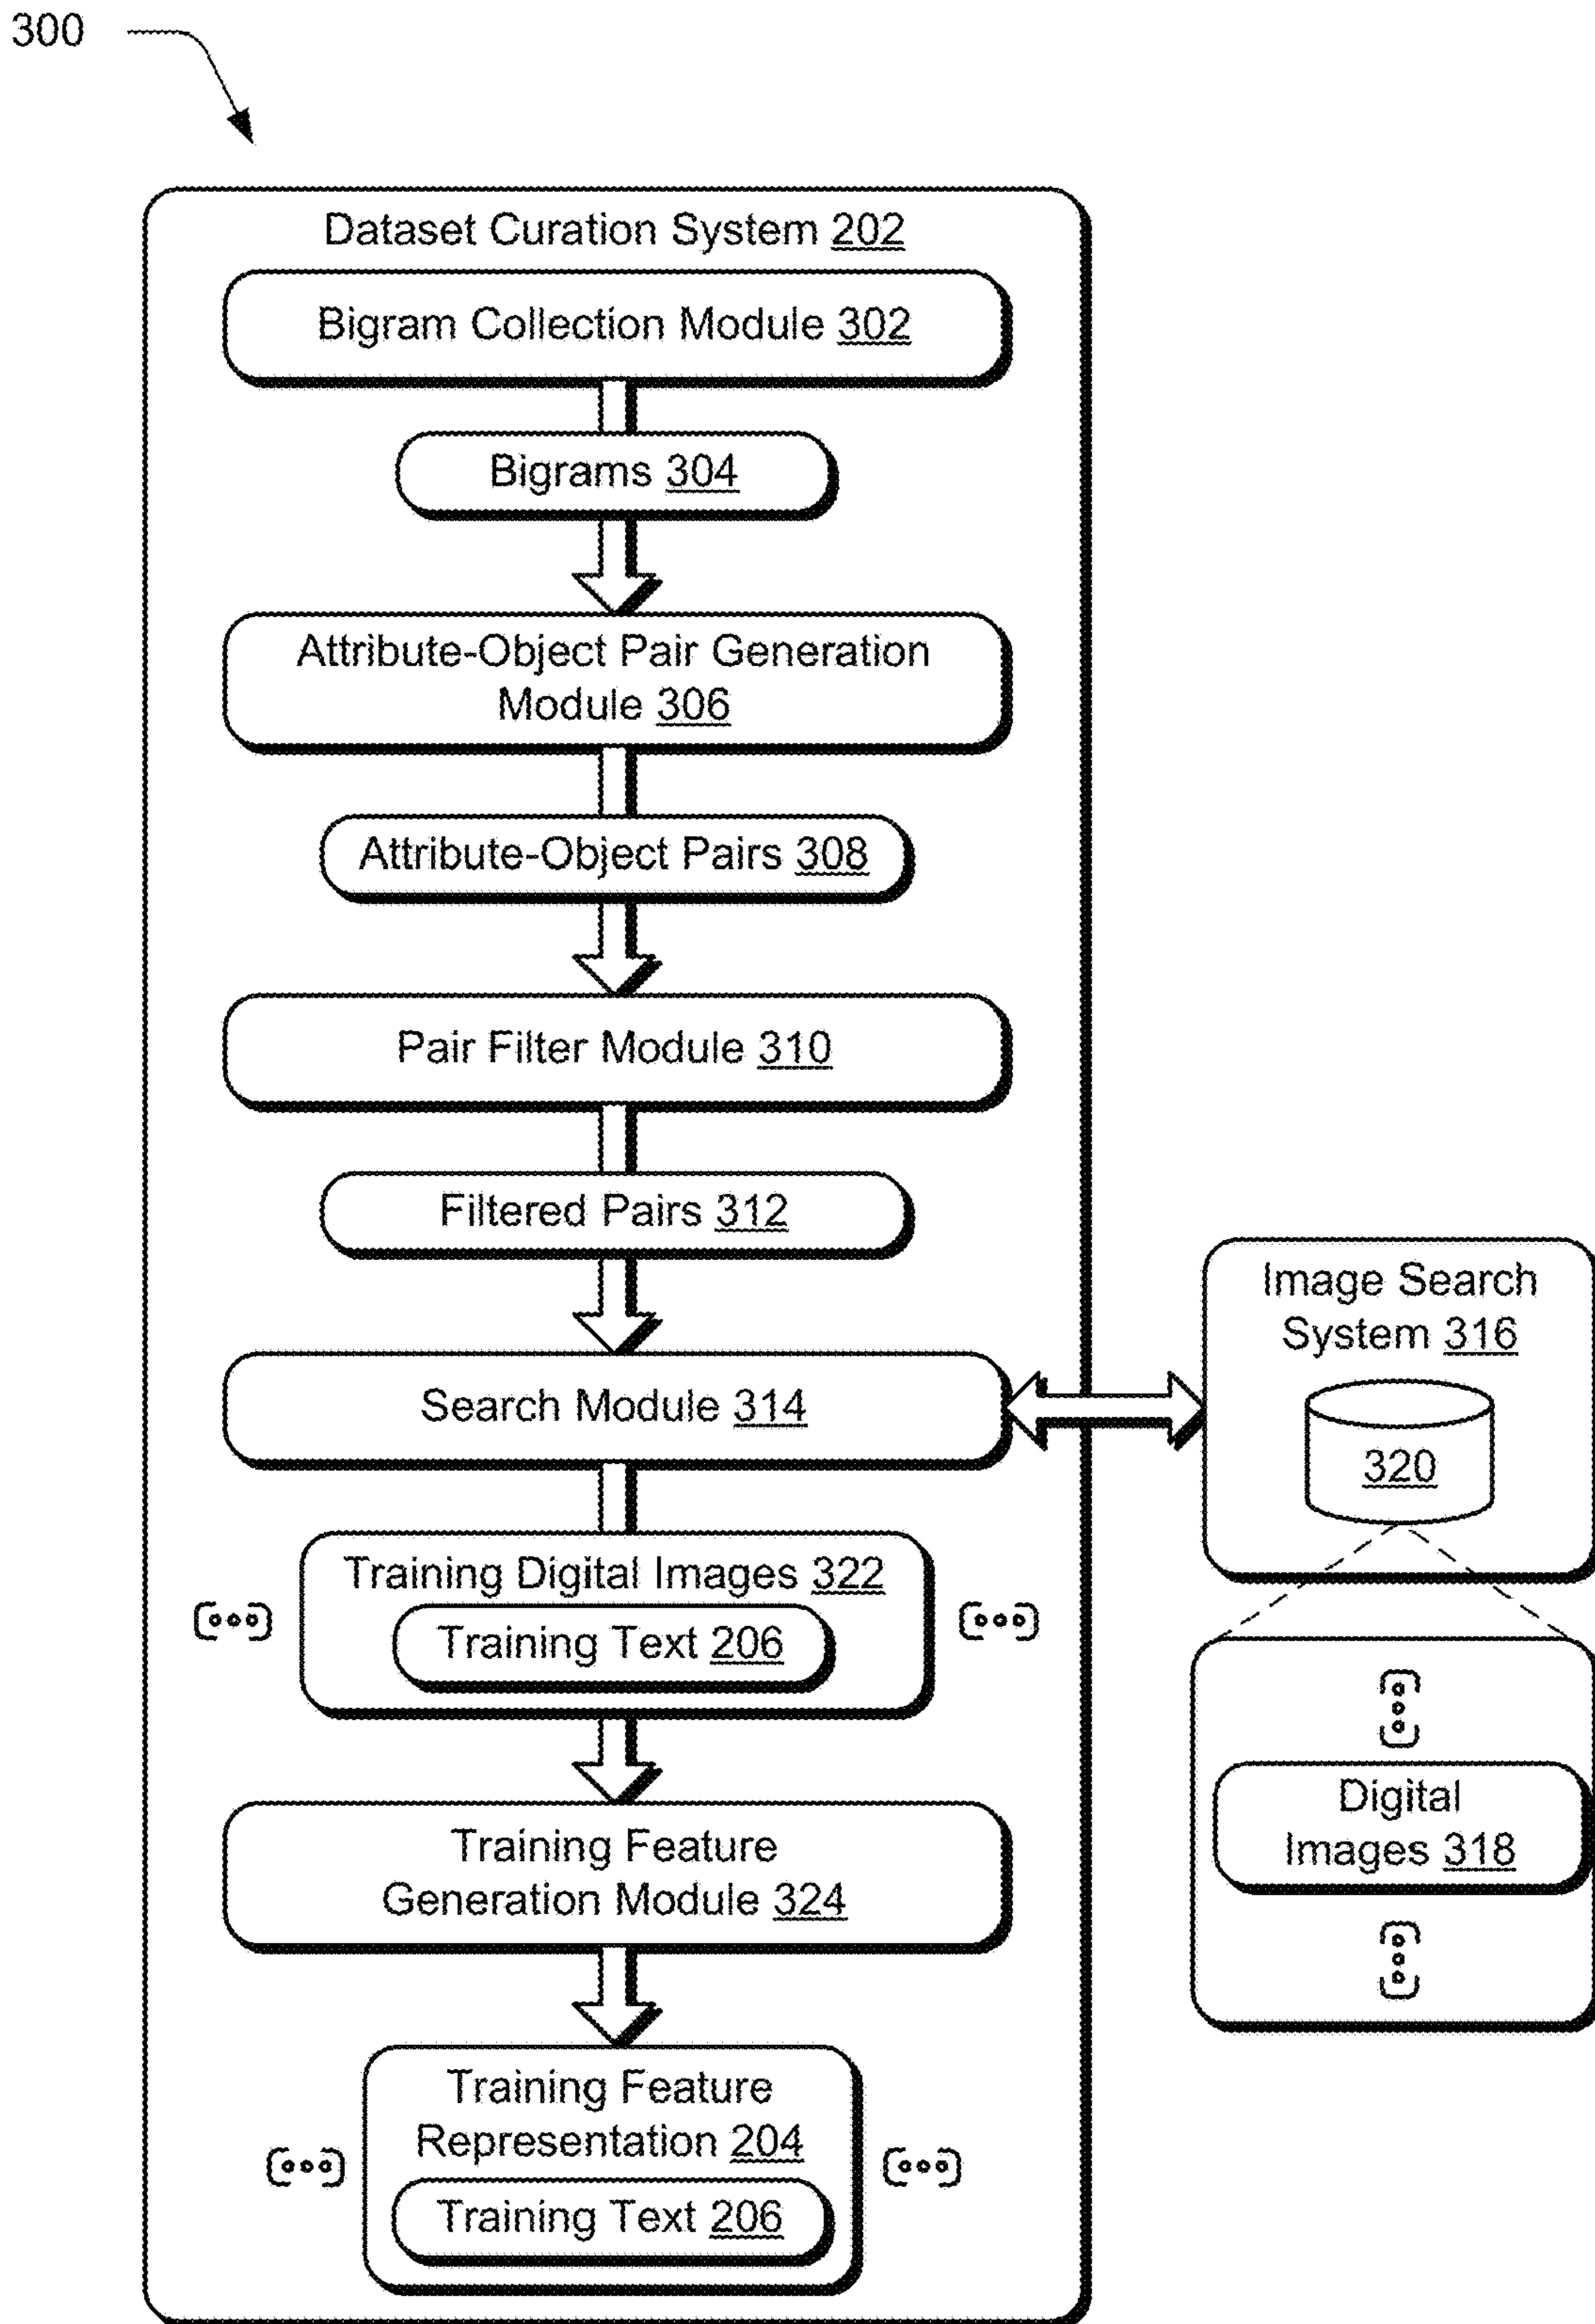 300
Dataset Curation System 202
Bigram Collection Module 302
Bigrams 304
Attribute-Object Pair Generation
Module 306
Attribute-Object Pairs 308
Pair Filter Module 310
Filtered Pairs 312
Search Module 314
Image Search
System 316
320
Training Digital Images 322
Training Text 206
Digital
Images 318
Training Feature
Generation Module 324
Training Feature
Representation 204
Training Text 206